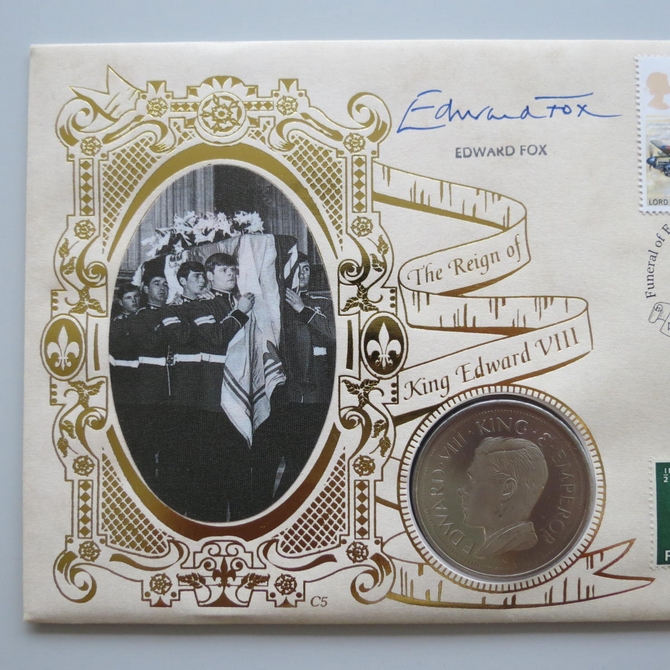 Edward Fox
EDWARD FOX
LORD
Funeral of
The Reign of
King Edward VIII
EDWARD·VIII·KING·&·EMPEROR
C5